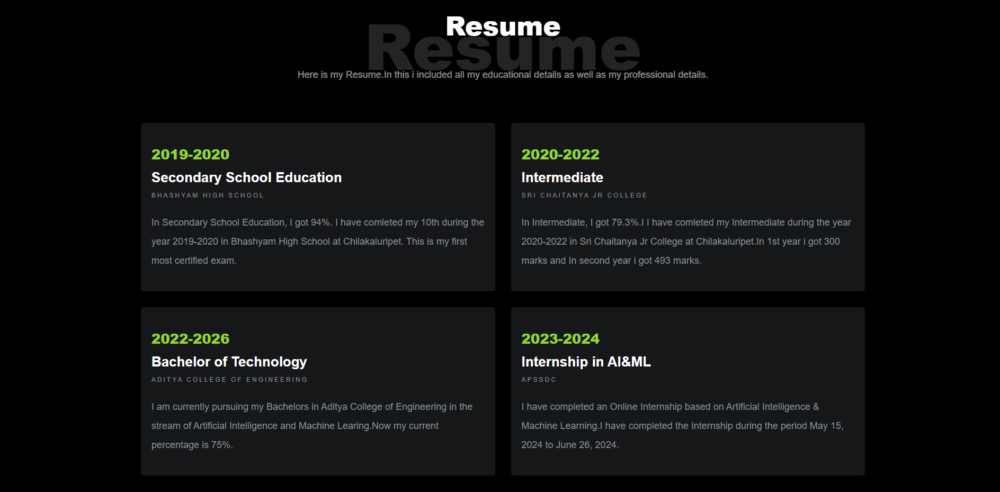 Resume
Resume
Here is my Resume.In this i included all my educational details as well as my professional details.
2019-2020
Secondary School Education
BHASHYAM HIGH SCHOOL
In Secondary School Education, I got 94%. I have comleted my 10th during the
year 2019-2020 in Bhashyam High School at Chilakaluripet. This is my first
most certified exam.
2020-2022
Intermediate
SRI CHAITANYA JR COLLEGE
In Intermediate, I got 79.3%.I I have comleted my Intermediate during the year
2020-2022 in Sri Chaitanya Jr College at Chilakaluripet.In 1st year i got 300
marks and In second year i got 493 marks.
2022-2026
Bachelor of Technology
ADITYA COLLEGE OF ENGINEERING
I am currently pursuing my Bachelors in Aditya College of Engineering in the
stream of Artificial Intelligence and Machine Learing.Now my current
percentage is 75%.
2023-2024
Internship in AI&ML
APSSDC
I have completed an Online Internship based on Artificial Intelligence &
Machine Learning.I have completed the Internship during the period May 15,
2024 to June 26, 2024.